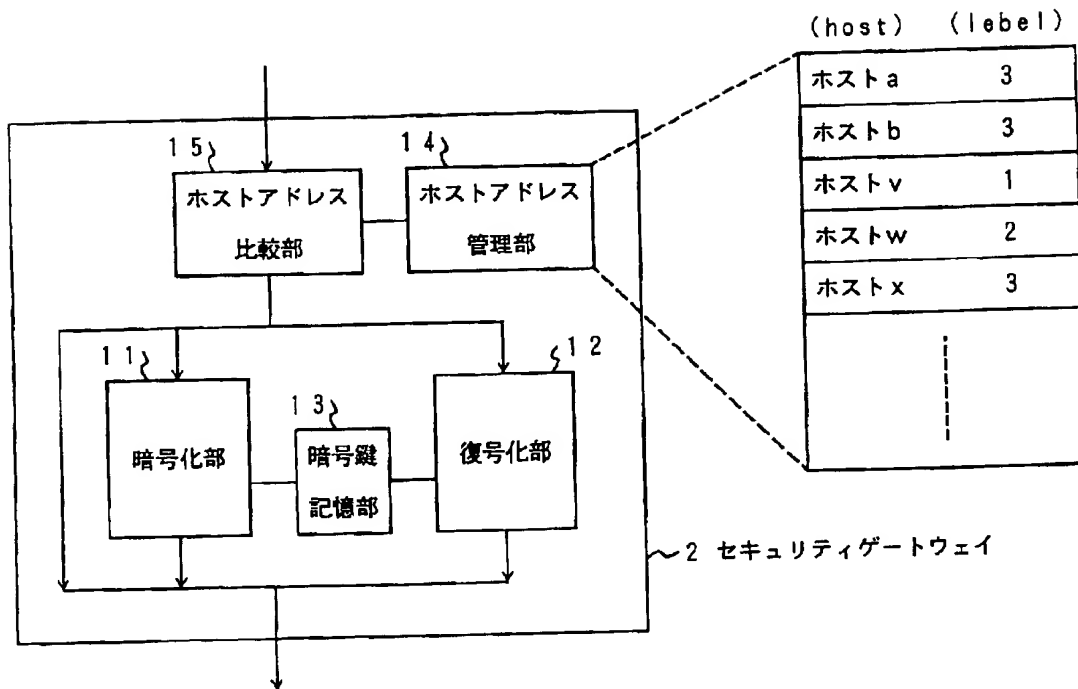 (host) (lebel)
ホストa 3
ホストb 3
ホストv 1
ホストw 2
ホストx 3
15
14
ホストアドレス
比較部
ホストアドレス
管理部
11
12
13
暗号化部
暗号鍵
記憶部
復号化部
2 セキュリティゲートウェイ